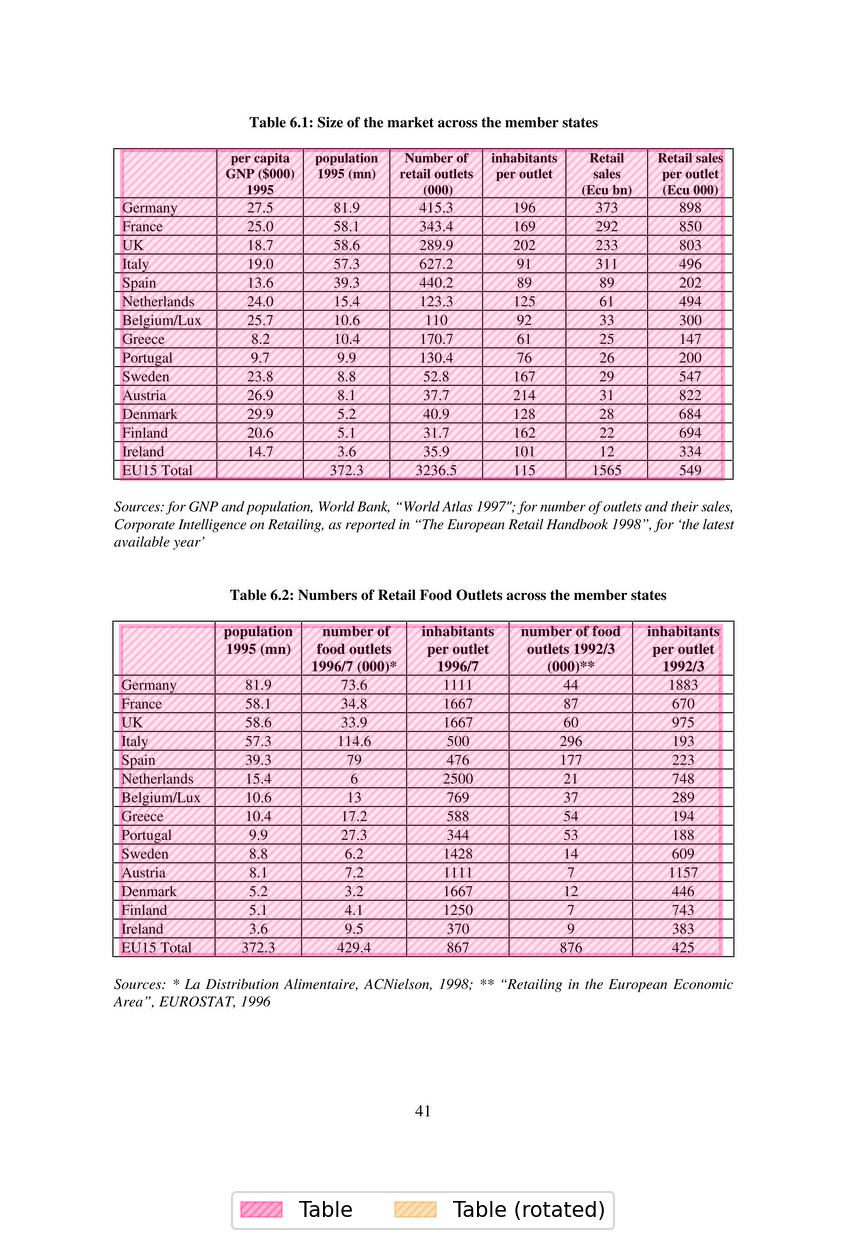 Table 6.1: Size of the market across the member states
per capita GNP ($000) 1995 population 1995 (mn) Number of retail outlets (000) inhabitants per outlet Retail sales (Ecu bn) Retail sales per outlet (Ecu 000)
Germany 27.5 81.9 415.3 196 373 898
France 25.0 58.1 343.4 169 292 850
UK 18.7 58.6 289.9 202 233 803
Italy 19.0 57.3 627.2 91 311 496
Spain 13.6 39.3 440.2 89 89 202
Netherlands 24.0 15.4 123.3 125 61 494
Belgium/Lux 25.7 10.6 110 92 33 300
Greece 8.2 10.4 170.7 61 25 147
Portugal 9.7 9.9 130.4 76 26 200
Sweden 23.8 8.8 52.8 167 29 547
Austria 26.9 8.1 37.7 214 31 822
Denmark 29.9 5.2 40.9 128 28 684
Finland 20.6 5.1 31.7 162 22 694
Ireland 14.7 3.6 35.9 101 12 334
EU15 Total 372.3 3236.5 115 1565 549
Sources: for GNP and population, World Bank, “World Atlas 1997"; for number of outlets and their sales,
Corporate Intelligence on Retailing, as reported in “The European Retail Handbook 1998”, for ‘the latest
available year’
Table 6.2: Numbers of Retail Food Outlets across the member states
population 1995 (mn) number of food outlets 1996/7 (000)* inhabitants per outlet 1996/7 number of food outlets 1992/3 (000)** inhabitants per outlet 1992/3
Germany 81.9 73.6 1111 44 1883
France 58.1 34.8 1667 87 670
UK 58.6 33.9 1667 60 975
Italy 57.3 114.6 500 296 193
Spain 39.3 79 476 177 223
Netherlands 15.4 6 2500 21 748
Belgium/Lux 10.6 13 769 37 289
Greece 10.4 17.2 588 54 194
Portugal 9.9 27.3 344 53 188
Sweden 8.8 6.2 1428 14 609
Austria 8.1 7.2 1111 7 1157
Denmark 5.2 3.2 1667 12 446
Finland 5.1 4.1 1250 7 743
Ireland 3.6 9.5 370 9 383
EU15 Total 372.3 429.4 867 876 425
Sources: * La Distribution Alimentaire, ACNielson, 1998; ** “Retailing in the European Economic
Area”, EUROSTAT, 1996
41
Table Table (rotated)